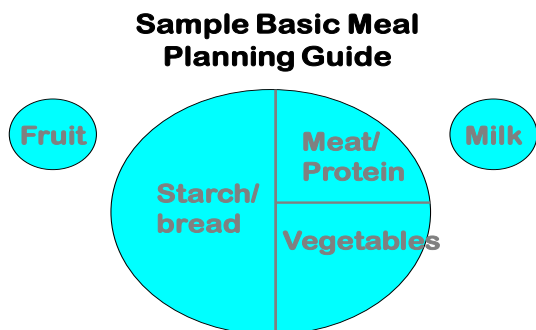 Sample Basic Meal
Planning Guide
Fruit
Milk
Meat/
Protein
Starch/
bread
Vegetables